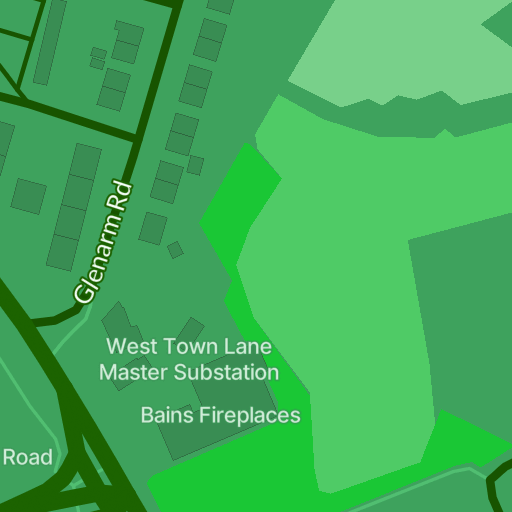 Glenarm Rd
West Town Lane
Master Substation
Bains Fireplaces
Road